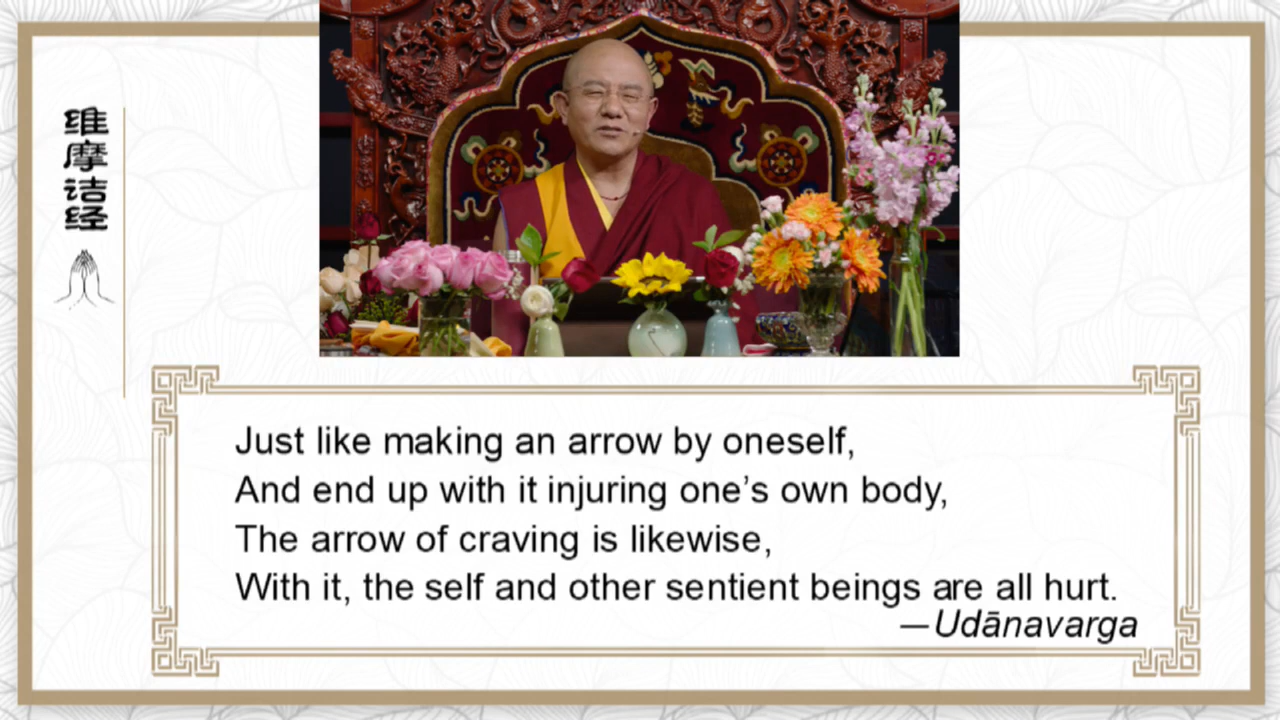 维摩诘经
Just like making an arrow by oneself,
And end up with it injuring one’s own body,
The arrow of craving is likewise,
With it, the self and other sentient beings are all hurt.
—Udānavarga